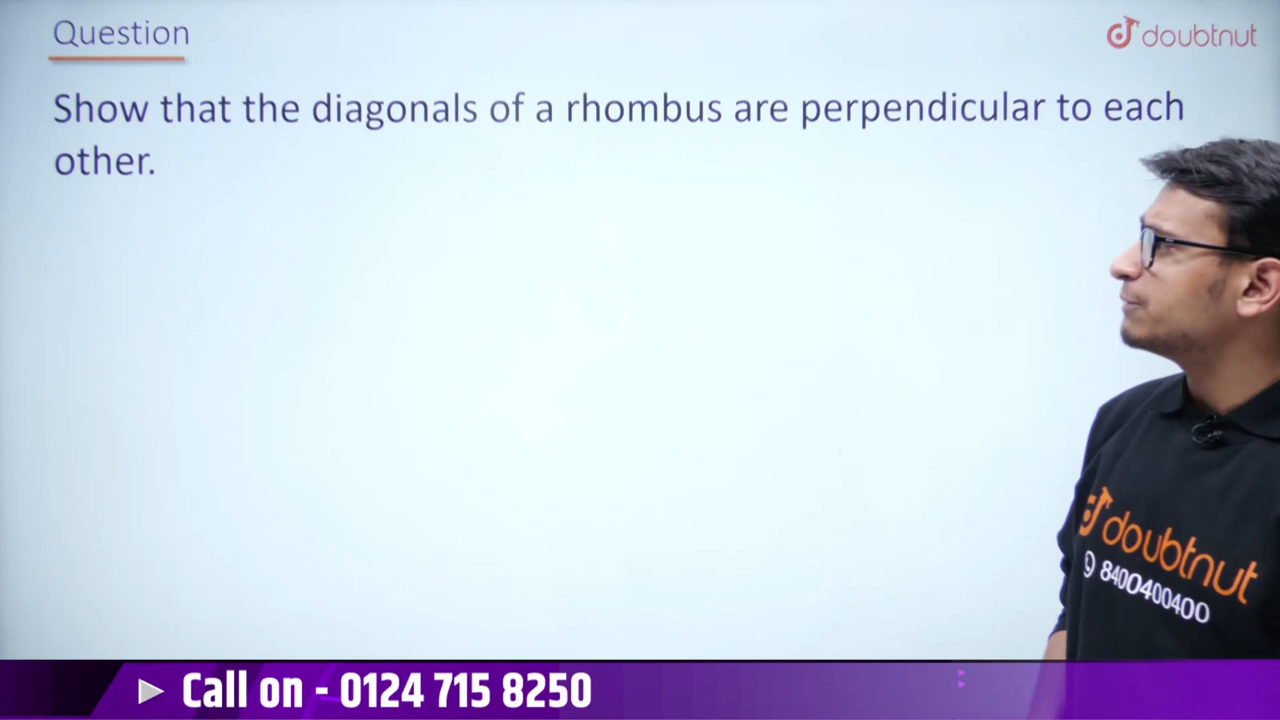 Question
doubtnut
Show that the diagonals of a rhombus are perpendicular to each
other.
doubtnut
8400400400
Call on - 0124 715 8250